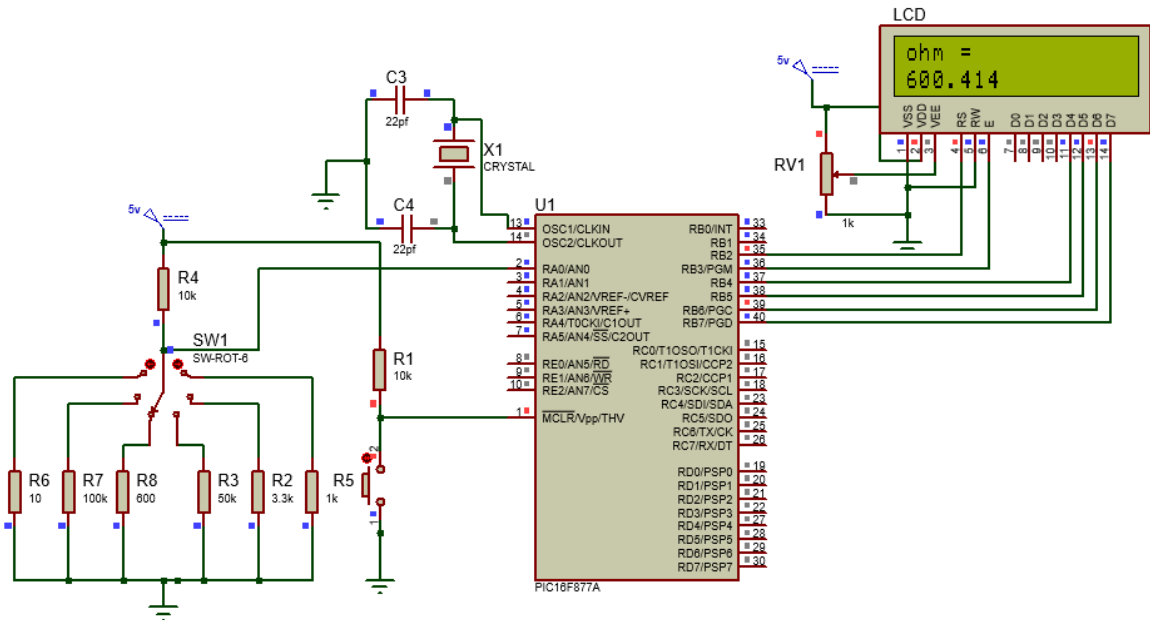 LCD
ohm =
600.414
5v
VSS
VDD
VEE
RS
RW
E
D0
D1
D2
D3
D4
D5
D6
D7
1
2
3
4
5
6
7
8
9
10
11
12
13
14
RV1
1k
C3
22pf
X1
CRYSTAL
C4
22pf
5v
R4
10k
SW1
SW-ROT-6
R1
10k
R6
10
R7
100k
R8
600
R3
50k
R2
3.3k
R5
1k
2
1
U1
13 OSC1/CLKIN
14 OSC2/CLKOUT
2 RA0/AN0
3 RA1/AN1
4 RA2/AN2/VREF-/CVREF
5 RA3/AN3/VREF+
6 RA4/T0CKI/C1OUT
7 RA5/AN4/SS/C2OUT
8 RE0/AN5/RD
9 RE1/AN6/WR
10 RE2/AN7/CS
1 MCLR/Vpp/THV
RB0/INT 33
RB1 34
RB2 35
RB3/PGM 36
RB4 37
RB5 38
RB6/PGC 39
RB7/PGD 40
RC0/T1OSO/T1CKI 15
RC1/T1OSI/CCP2 16
RC2/CCP1 17
RC3/SCK/SCL 18
RC4/SDI/SDA 23
RC5/SDO 24
RC6/TX/CK 25
RC7/RX/DT 26
RD0/PSP0 19
RD1/PSP1 20
RD2/PSP2 21
RD3/PSP3 22
RD4/PSP4 27
RD5/PSP5 28
RD6/PSP6 29
RD7/PSP7 30
PIC16F877A